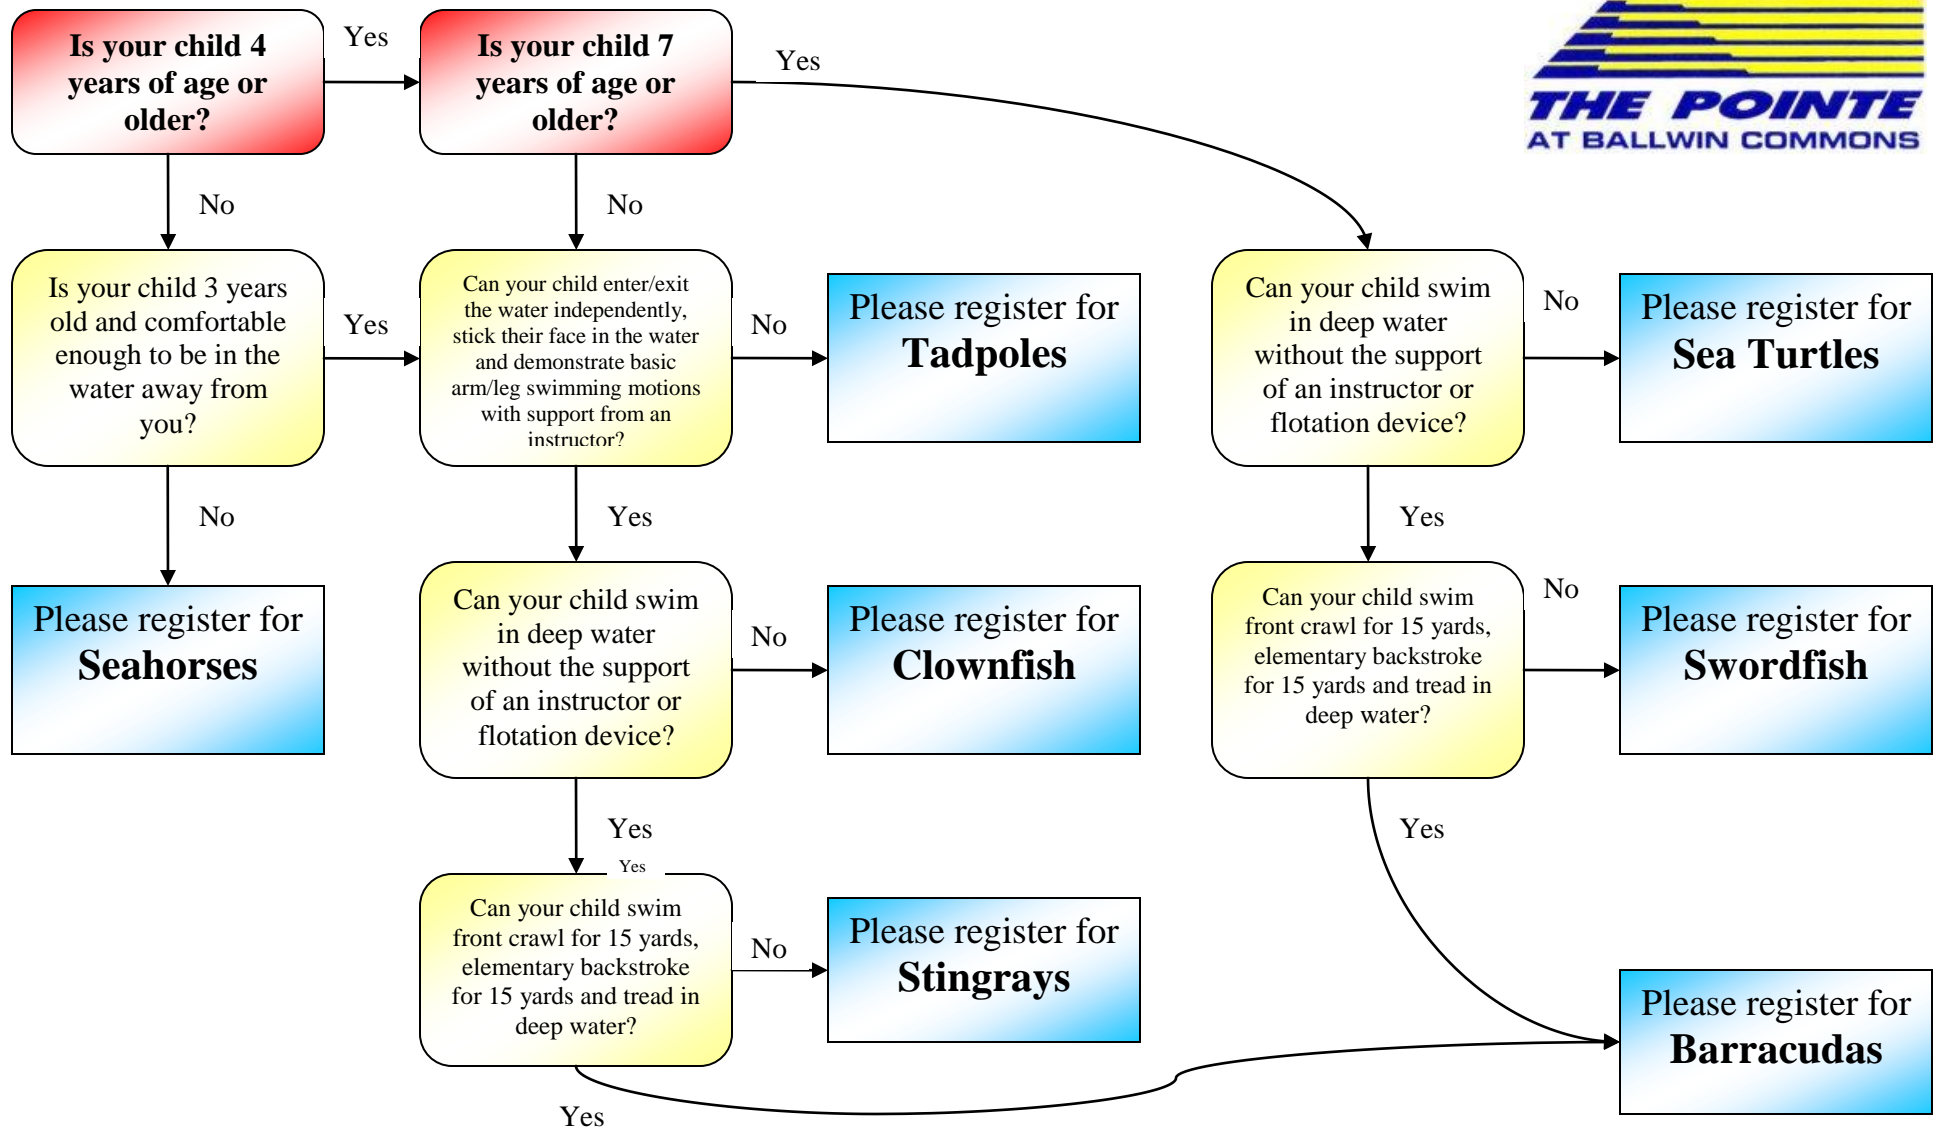 Is your child 4
years of age or
older?
Yes
Is your child 7
years of age or
older?
Yes
THE POINTE
AT BALLWIN COMMONS
No
No
Is your child 3 years
old and comfortable
enough to be in the
water away from
you?
Yes
Can your child enter/exit
the water independently,
stick their face in the water
and demonstrate basic
arm/leg swimming motions
with support from an
instructor?
No
Please register for
Tadpoles
Can your child swim
in deep water
without the support
of an instructor or
flotation device?
No
Please register for
Sea Turtles
No
Yes
Yes
Please register for
Seahorses
Can your child swim
in deep water
without the support
of an instructor or
flotation device?
No
Please register for
Clownfish
Can your child swim
front crawl for 15 yards,
elementary backstroke
for 15 yards and tread in
deep water?
No
Please register for
Swordfish
Yes
Yes
Yes
Can your child swim
front crawl for 15 yards,
elementary backstroke
for 15 yards and tread in
deep water?
No
Please register for
Stingrays
Please register for
Barracudas
Yes